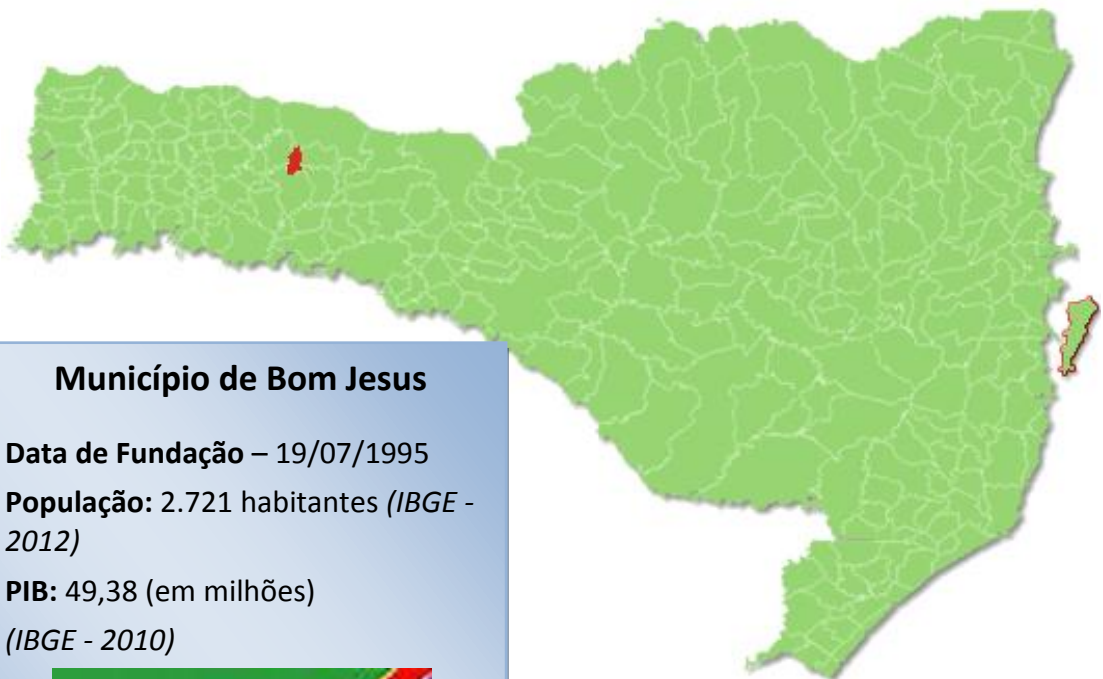 Município de Bom Jesus
Data de Fundação – 19/07/1995
População: 2.721 habitantes (IBGE -
2012)
PIB: 49,38 (em milhões)
(IBGE - 2010)